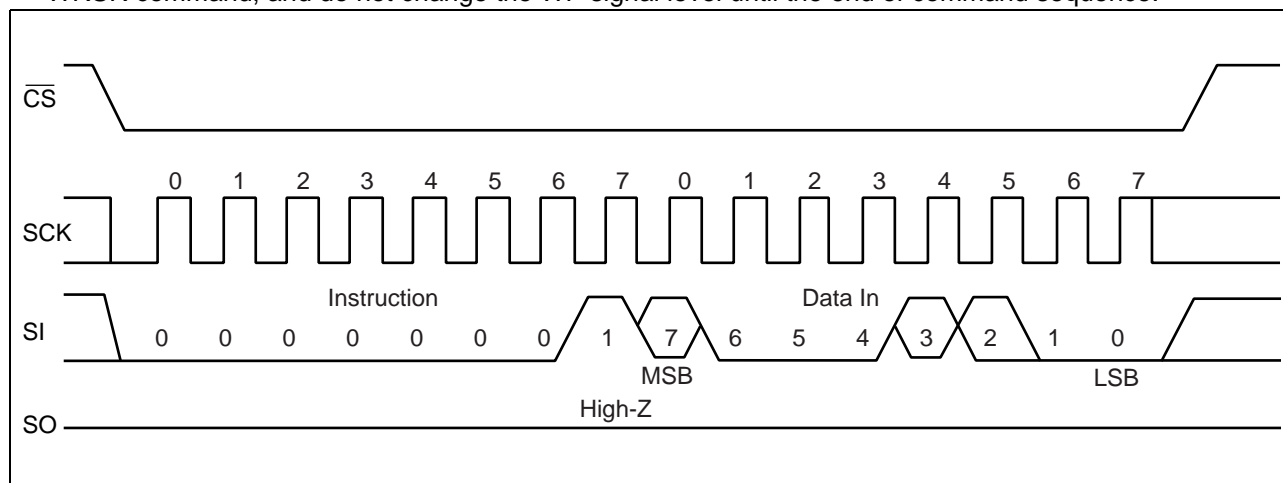 WRSR command, and do not change the WP signal level until the end of command sequence.
CS
0 1 2 3 4 5 6 7 0 1 2 3 4 5 6 7
SCK
Instruction Data In
SI 0 0 0 0 0 0 0 1 7 6 5 4 3 2 1 0
MSB LSB
High-Z
SO